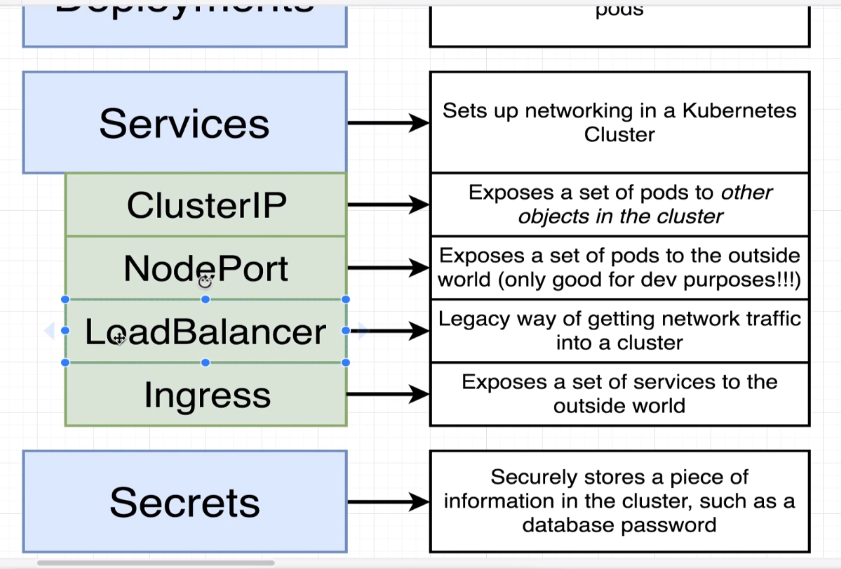 Deployments
pods
Services
Sets up networking in a Kubernetes
Cluster
ClusterIP
Exposes a set of pods to other
objects in the cluster
NodePort
Exposes a set of pods to the outside
world (only good for dev purposes!!!)
LoadBalancer
Legacy way of getting network traffic
into a cluster
Ingress
Exposes a set of services to the
outside world
Secrets
Securely stores a piece of
information in the cluster, such as a
database password